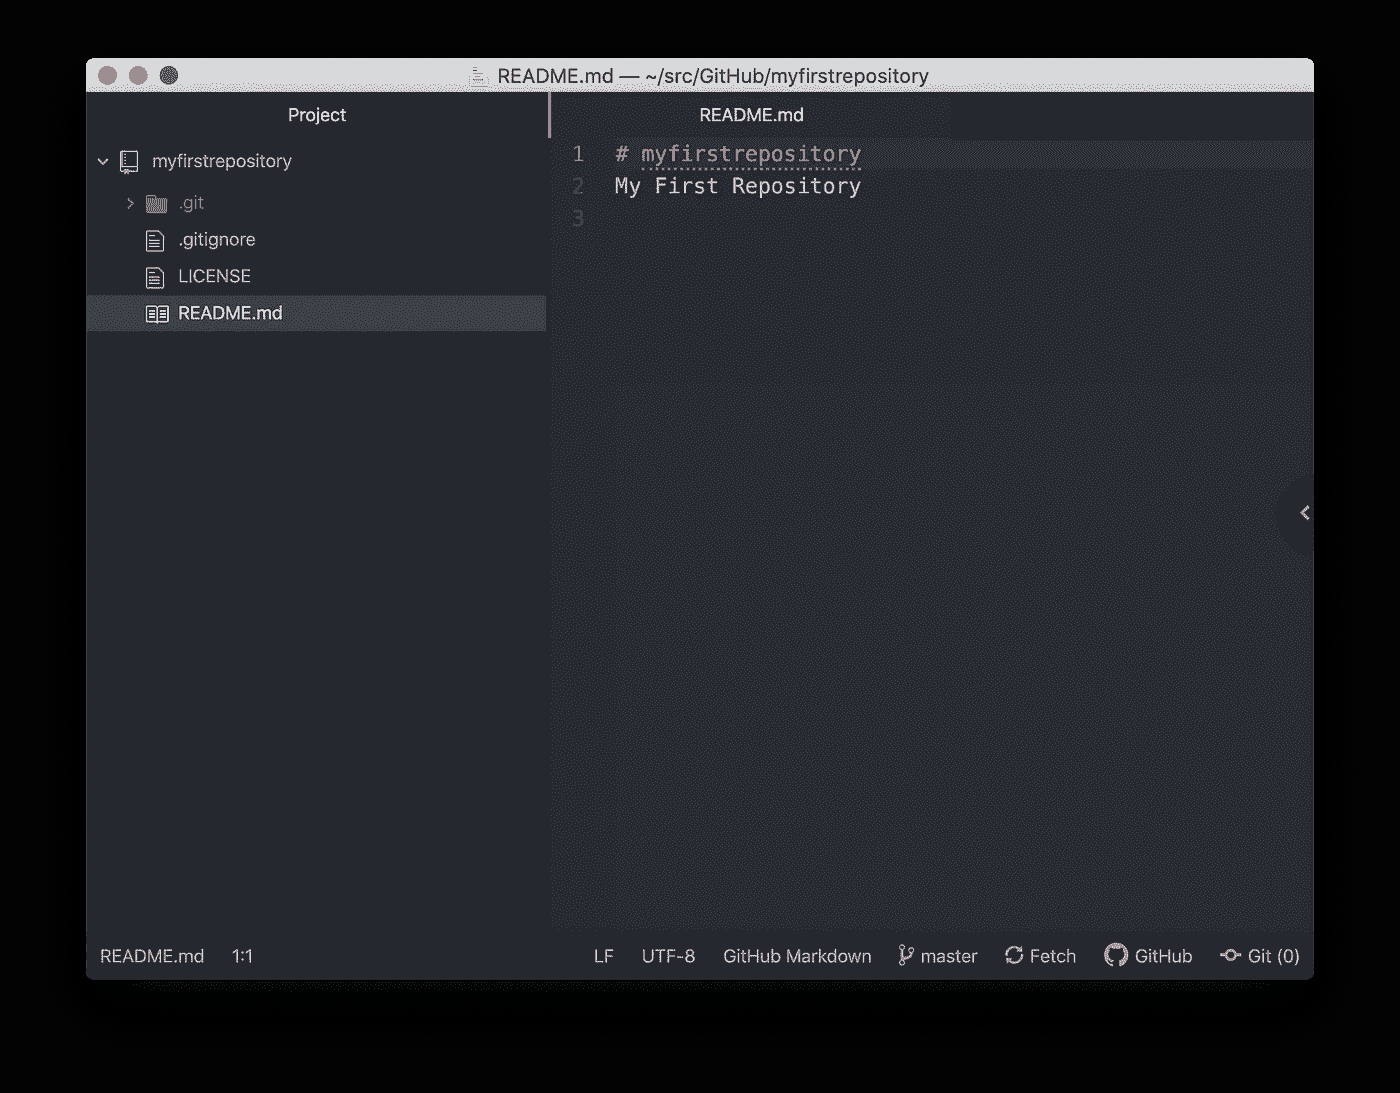 README.md — ~/src/GitHub/myfirstrepository
Project
myfirstrepository
.git
.gitignore
LICENSE
README.md
README.md
1 # myfirstrepository
2 My First Repository
3
README.md 1:1 LF UTF-8 GitHub Markdown master Fetch GitHub Git (0)